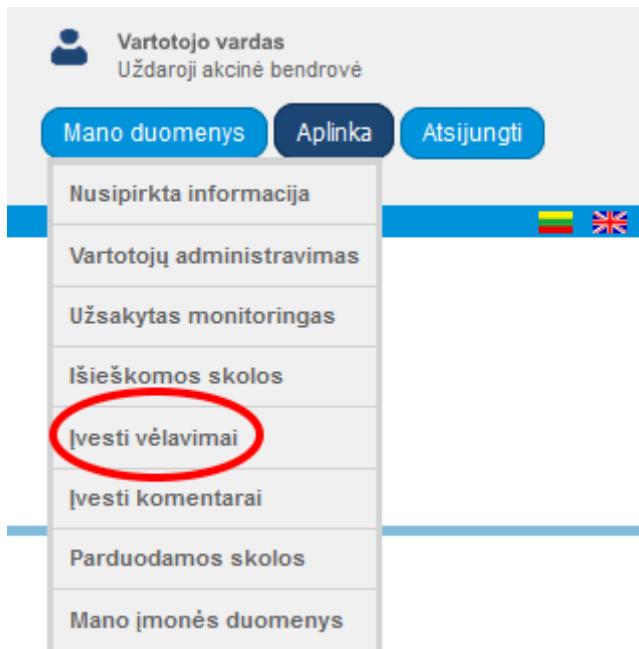 Vartotojo vardas
Uždaroji akcinė bendrovė
Mano duomenys
Aplinka
Atsijungti
Nusipirkta informacija
Vartotojų administravimas
Užsakytas monitoringas
Išieškomos skolos
Įvesti vėlavimai
Įvesti komentarai
Parduodamos skolos
Mano įmonės duomenys